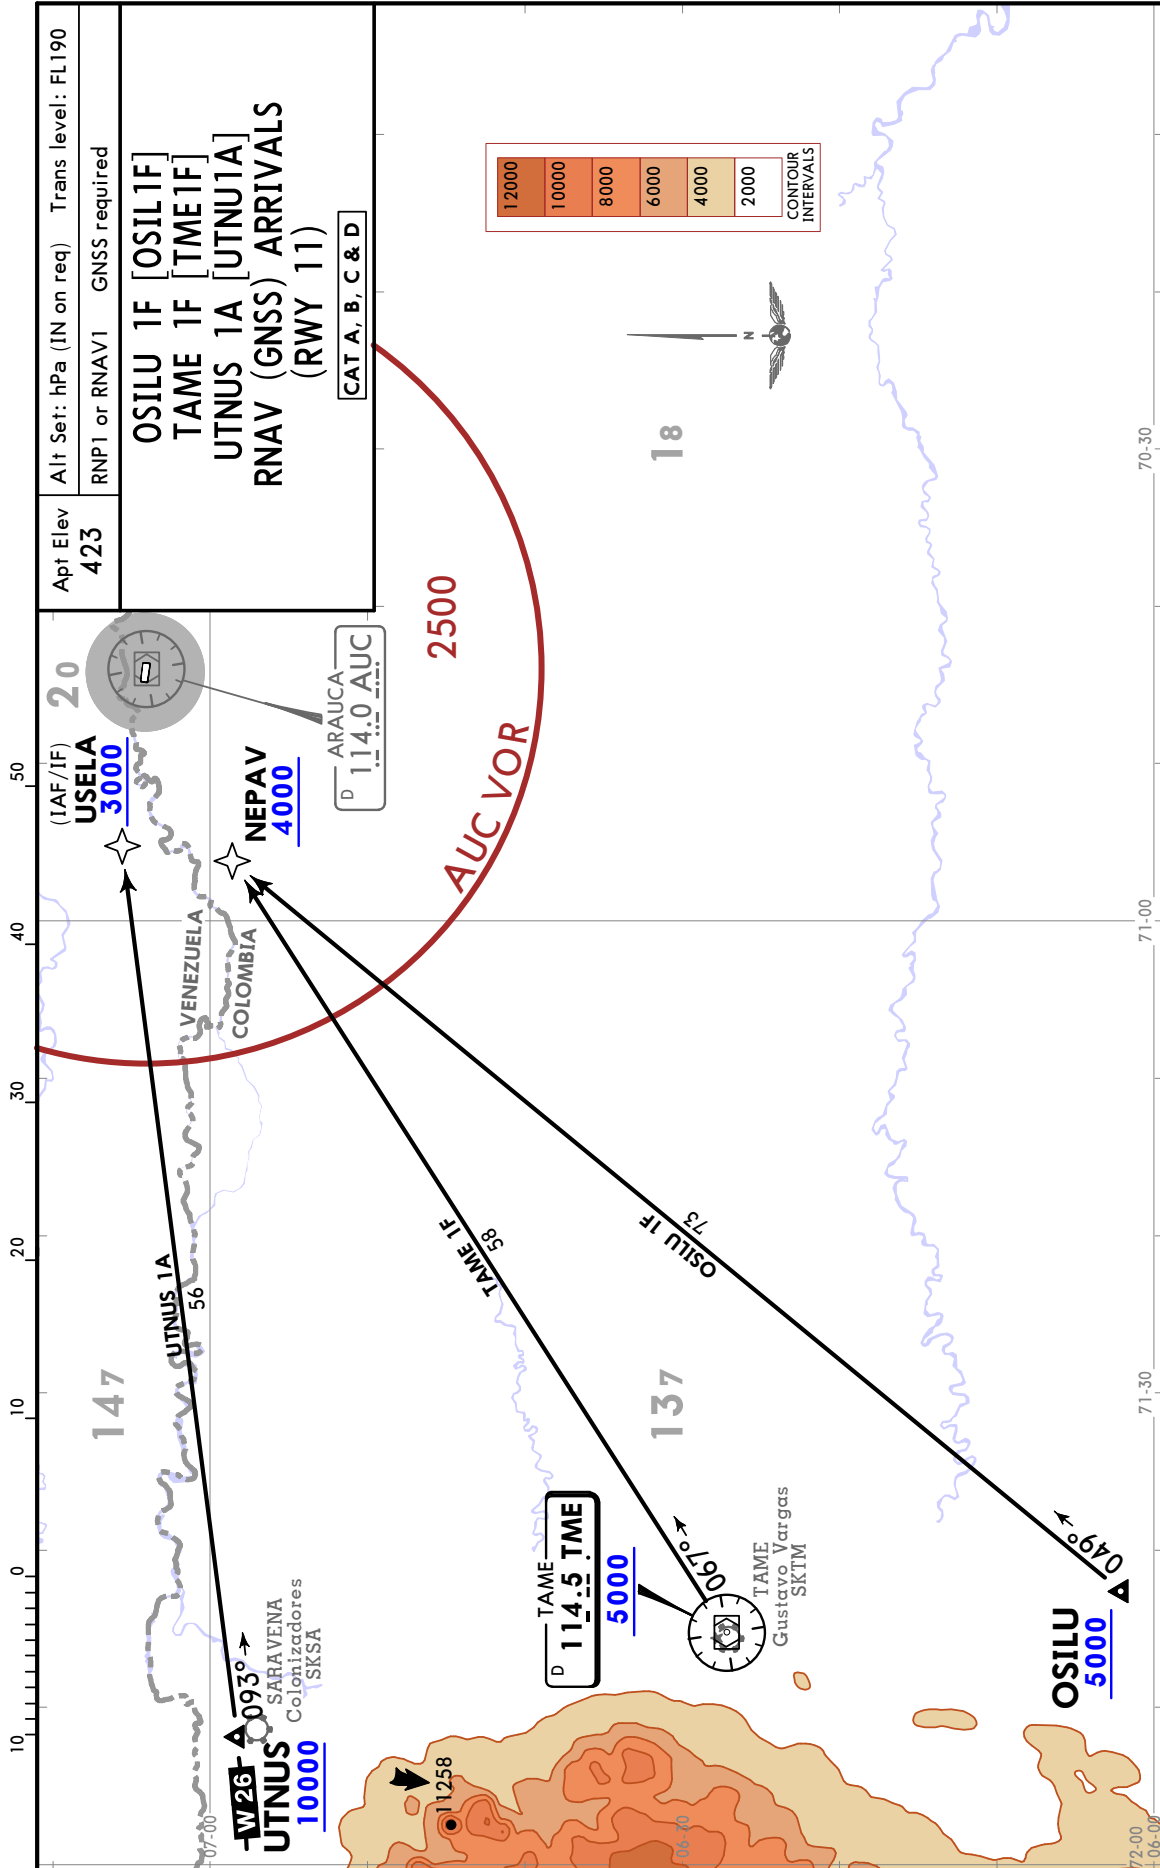 Apt Elev
423
Alt Set: hPa (IN on req) Trans level: FL190
RNP1 or RNAV1 GNSS required
OSILU 1F [OSIL1F]
TAME 1F [TME1F]
UTNUS 1A [UTNU1A]
RNAV (GNSS) ARRIVALS
(RWY 11)
CAT A, B, C & D
10
0
10
20
30
40
50
20
(IAF/IF)
USELA
3000
NEPAV
4000
D
ARAUCA
114.0 AUC
2500
AUC VOR
VENEZUELA
COLOMBIA
147
UTNUS 1A
56
093°
SARAVENA
Colonizadores
SKSA
W 26
UTNUS
10000
07-00
11258
TAME 1F
58
OSILU 1F
73
137
18
N
12000
10000
8000
6000
4000
2000
CONTOUR
INTERVALS
D
TAME
114.5 TME
5000
067°
TAME
Gustavo Vargas
SKTM
OSILU
5000
049°
06-30
72-00
06-00
71-30
71-00
70-30